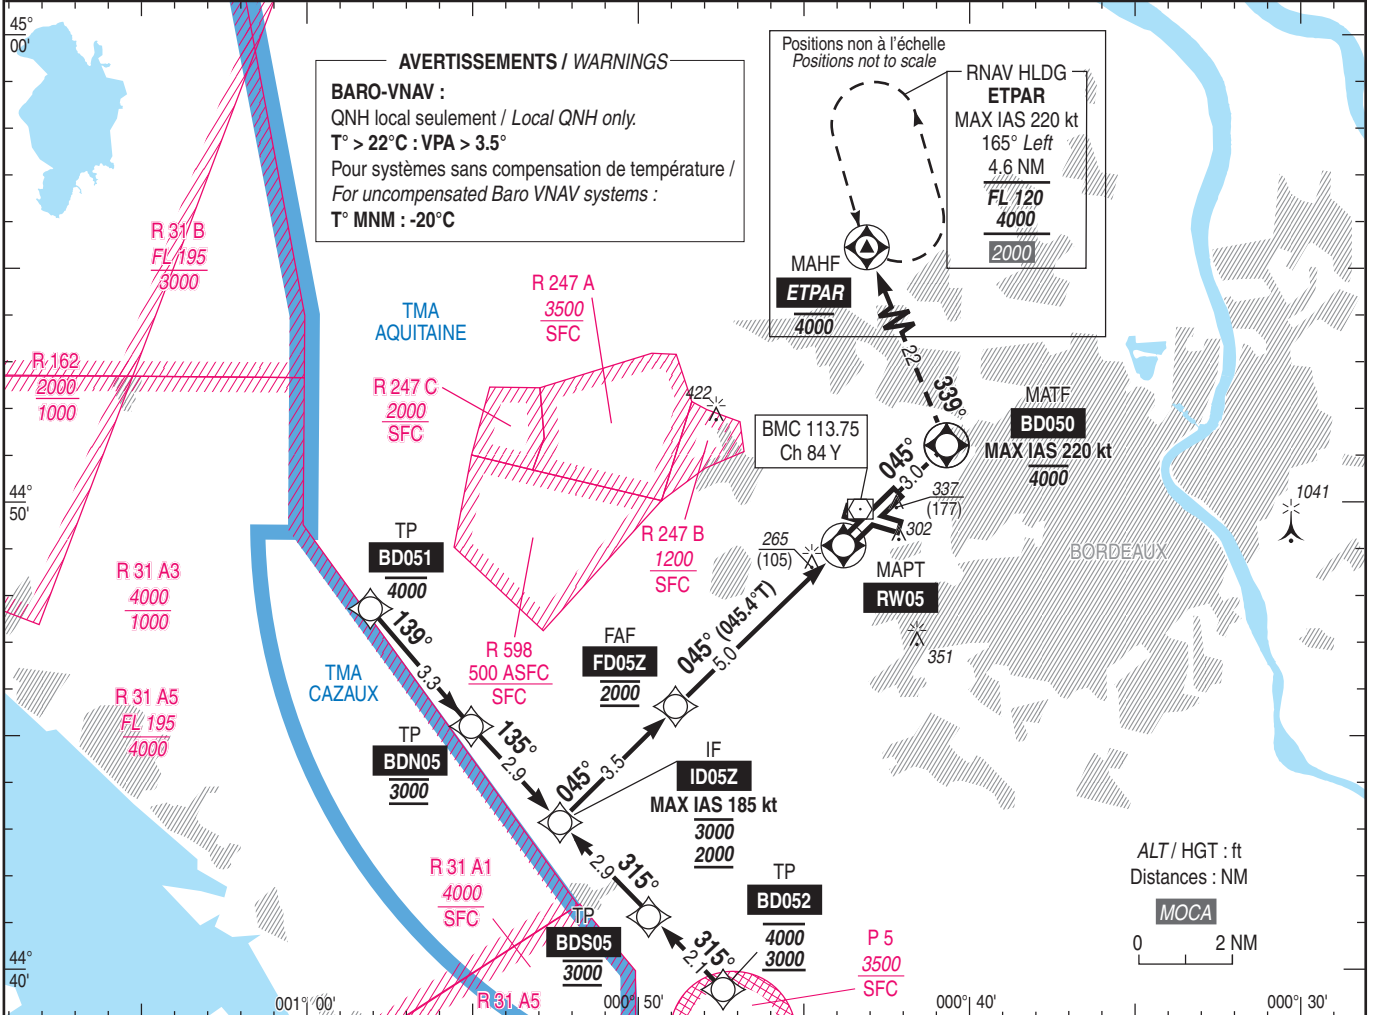 45°
00'
AVERTISSEMENTS / WARNINGS
BARO-VNAV :
QNH local seulement / Local QNH only.
T° > 22°C : VPA > 3.5°
Pour systèmes sans compensation de température /
For uncompensated Baro VNAV systems :
T° MNM : -20°C
Positions non à l'échelle
Positions not to scale
RNAV HLDG
ETPAR
MAX IAS 220 kt
165° Left
4.6 NM
FL 120
4000
2000
MAHF
ETPAR
4000
R 31 B
FL 195
3000
R 247 A
3500
SFC
TMA
AQUITAINE
R 162
2000
1000
R 247 C
2000
SFC
422
22
339°
MATF
BD050
MAX IAS 220 kt
4000
BMC 113.75
Ch 84 Y
045°
3.0
337
(177)
302
1041
44°
50'
TP
BD051
4000
R 247 B
1200
SFC
265
(105)
BORDEAUX
MAPT
RW05
351
R 31 A3
4000
1000
139°
3.3
R 598
500 ASFC
SFC
FAF
FD05Z
2000
045° (045.4°T)
5.0
TMA
CAZAUX
R 31 A5
FL 195
4000
TP
BDN05
3000
135°
2.9
045°
3.5
IF
ID05Z
MAX IAS 185 kt
3000
2000
R 31 A1
4000
SFC
2.9
315°
TP
BD052
4000
3000
TP
BDS05
3000
315°
2.1
P 5
3500
SFC
ALT / HGT : ft
Distances : NM
MOCA
0 2 NM
44°
40'
R 31 A5
001° 00'
000° 50'
000° 40'
000° 30'